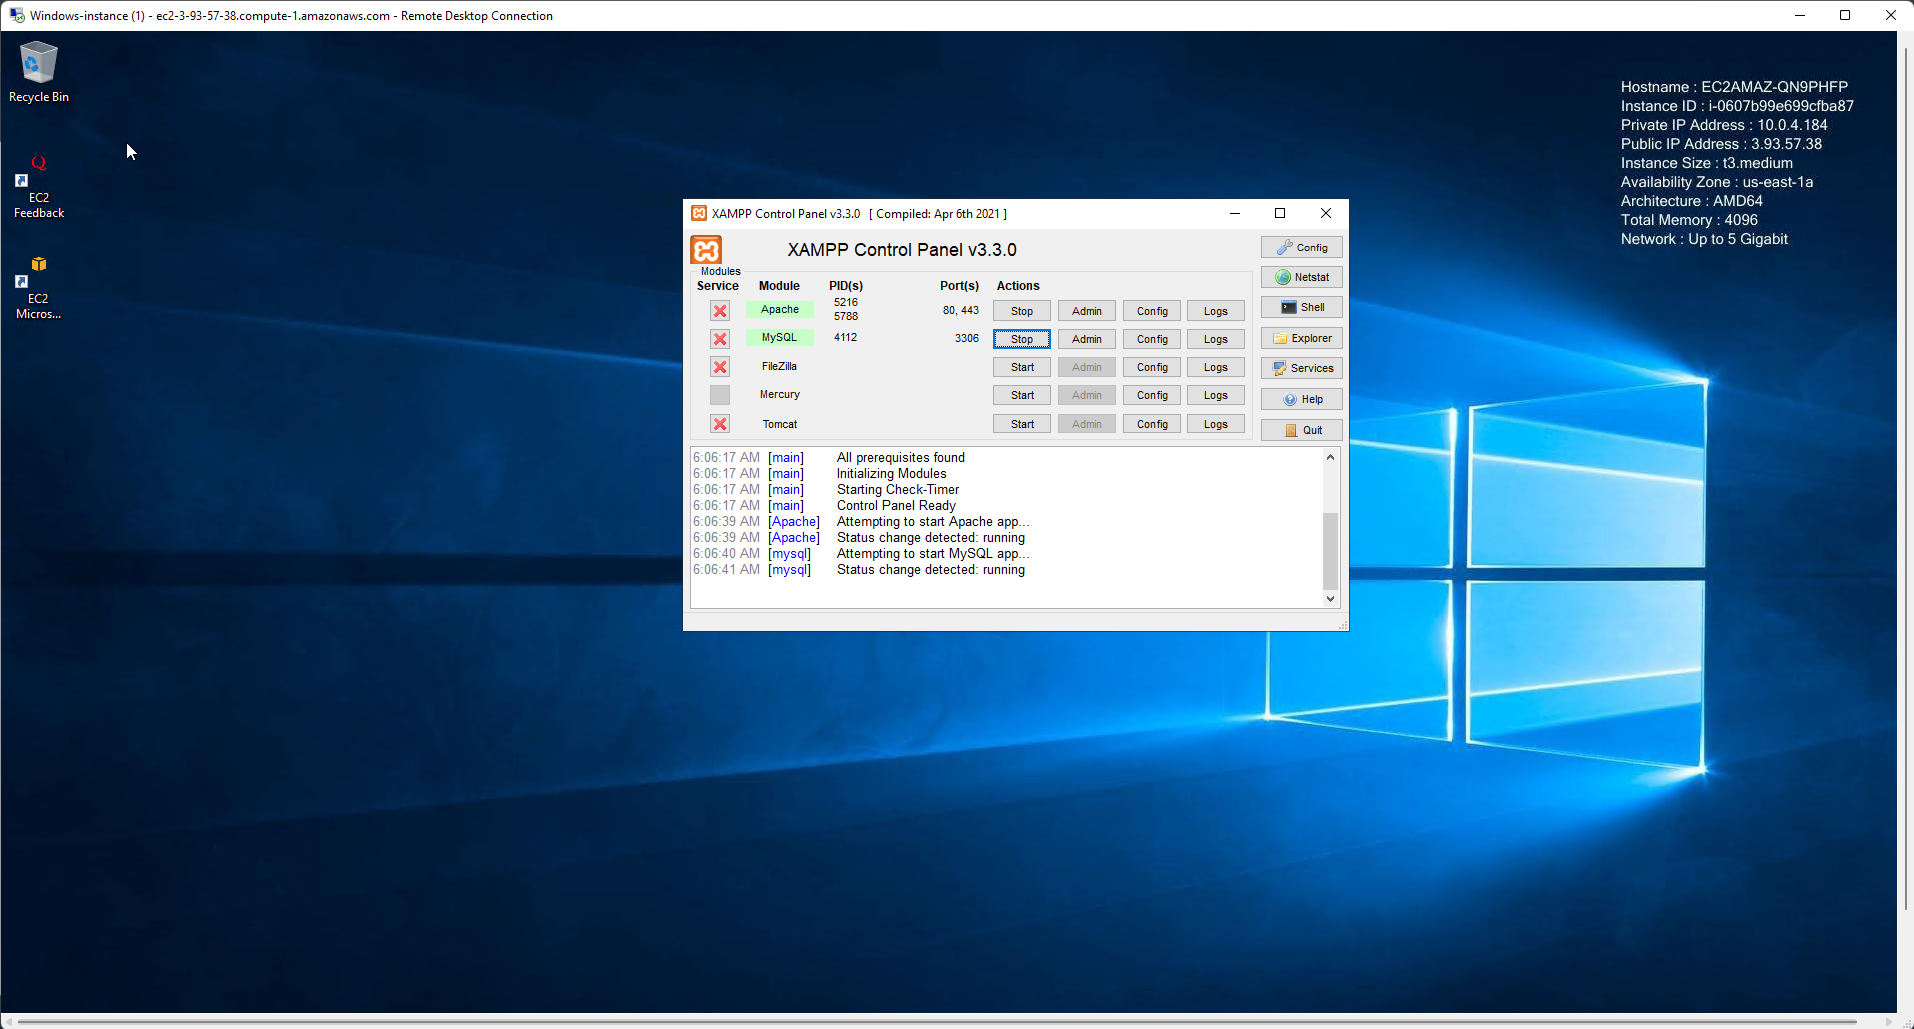 Windows-instance (1) - ec2-3-93-57-38.compute-1.amazonaws.com - Remote Desktop Connection
Recycle Bin
EC2
Feedback
EC2
Micros...
Hostname : EC2AMAZ-QN9PHFP
Instance ID : i-0607b99e699cfba87
Private IP Address : 10.0.4.184
Public IP Address : 3.93.57.38
Instance Size : t3.medium
Availability Zone : us-east-1a
Architecture : AMD64
Total Memory : 4096
Network : Up to 5 Gigabit
XAMPP Control Panel v3.3.0 [ Compiled: Apr 6th 2021 ]
XAMPP Control Panel v3.3.0
Modules
Service Module PID(s) Port(s) Actions
Apache 5216 5788 80, 443 Stop Admin Config Logs
MySQL 4112 3306 Stop Admin Config Logs
FileZilla Start Admin Config Logs
Mercury Start Admin Config Logs
Tomcat Start Admin Config Logs
Config
Netstat
Shell
Explorer
Services
Help
Quit
6:06:17 AM [main] All prerequisites found
6:06:17 AM [main] Initializing Modules
6:06:17 AM [main] Starting Check-Timer
6:06:17 AM [main] Control Panel Ready
6:06:39 AM [Apache] Attempting to start Apache app...
6:06:39 AM [Apache] Status change detected: running
6:06:40 AM [mysql] Attempting to start MySQL app...
6:06:41 AM [mysql] Status change detected: running